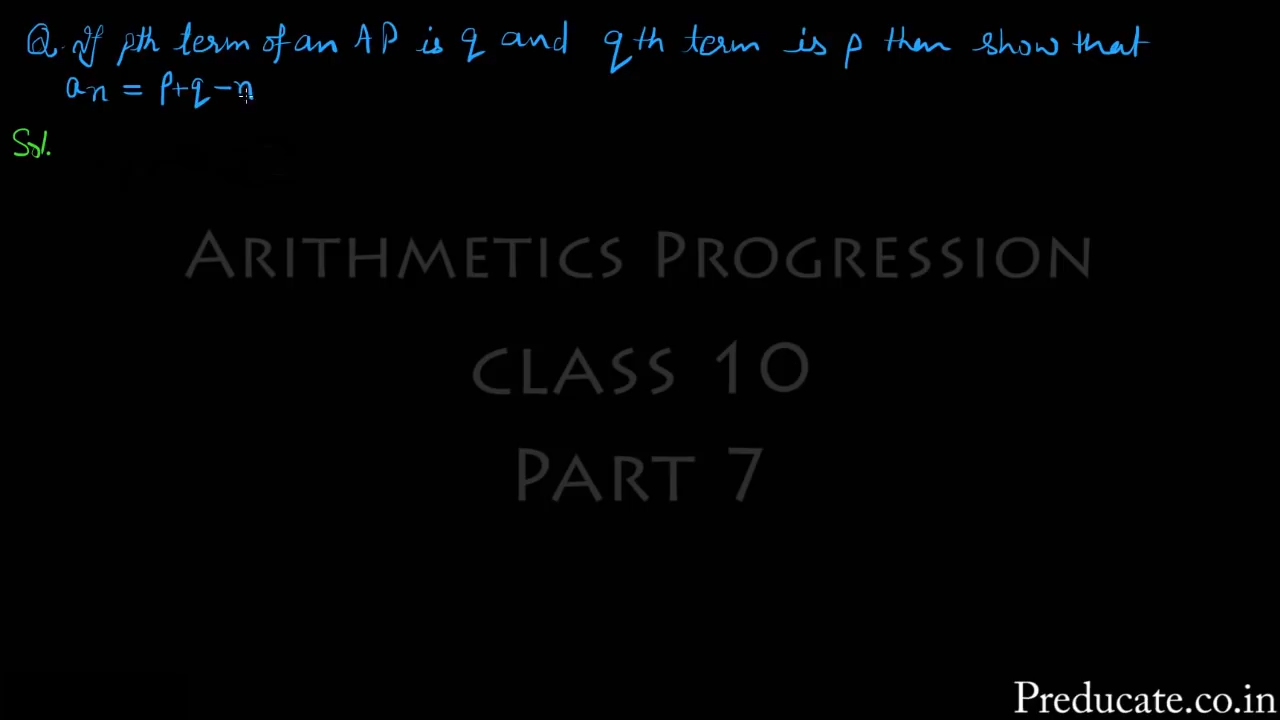 Q. If pth term of an AP is q and qth term is p then show that
an = p+q-n
Sol.
ARITHMETICS PROGRESSION
CLASS 10
PART 7
Preducate.co.in